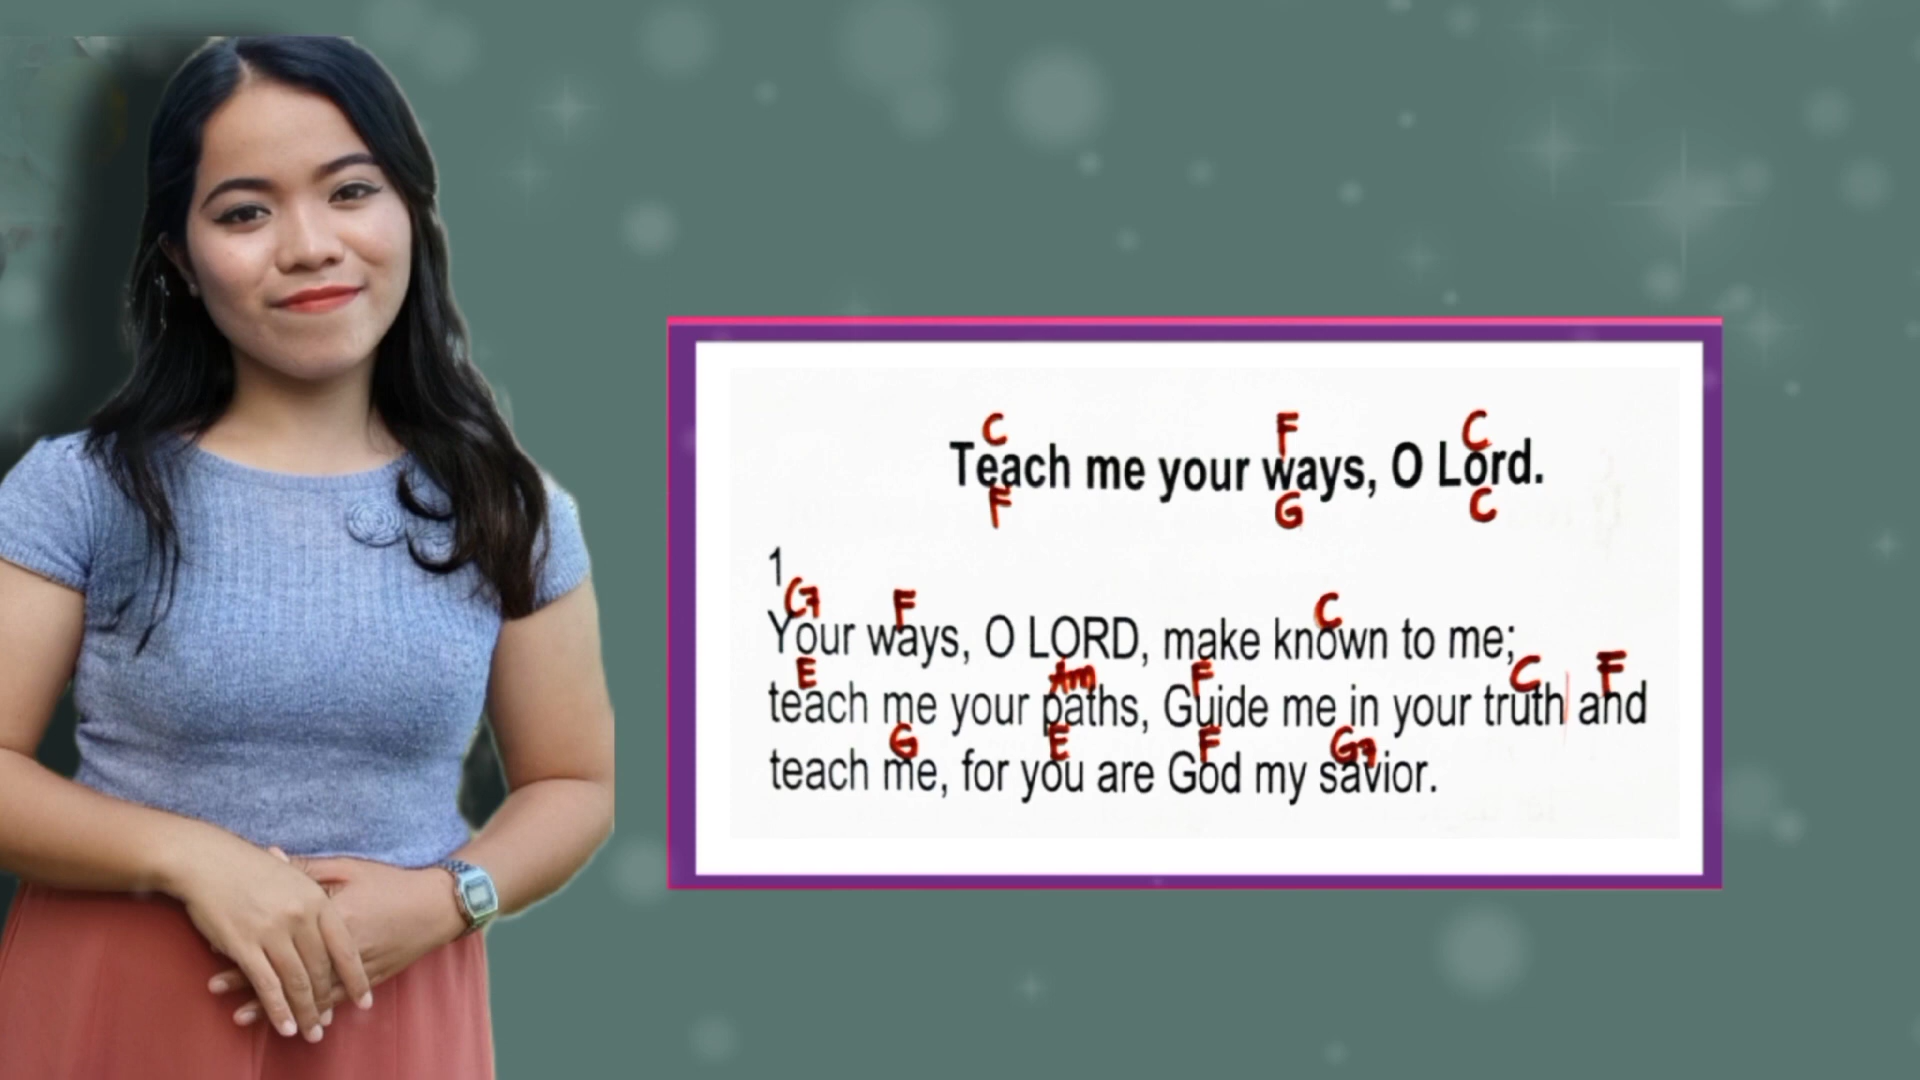 C F C
Teach me your ways, O Lord.
F G C
1
G7 F C
Your ways, O LORD, make known to me;
E Am F C F
teach me your paths, Guide me in your truth and
G E F G7
teach me, for you are God my savior.